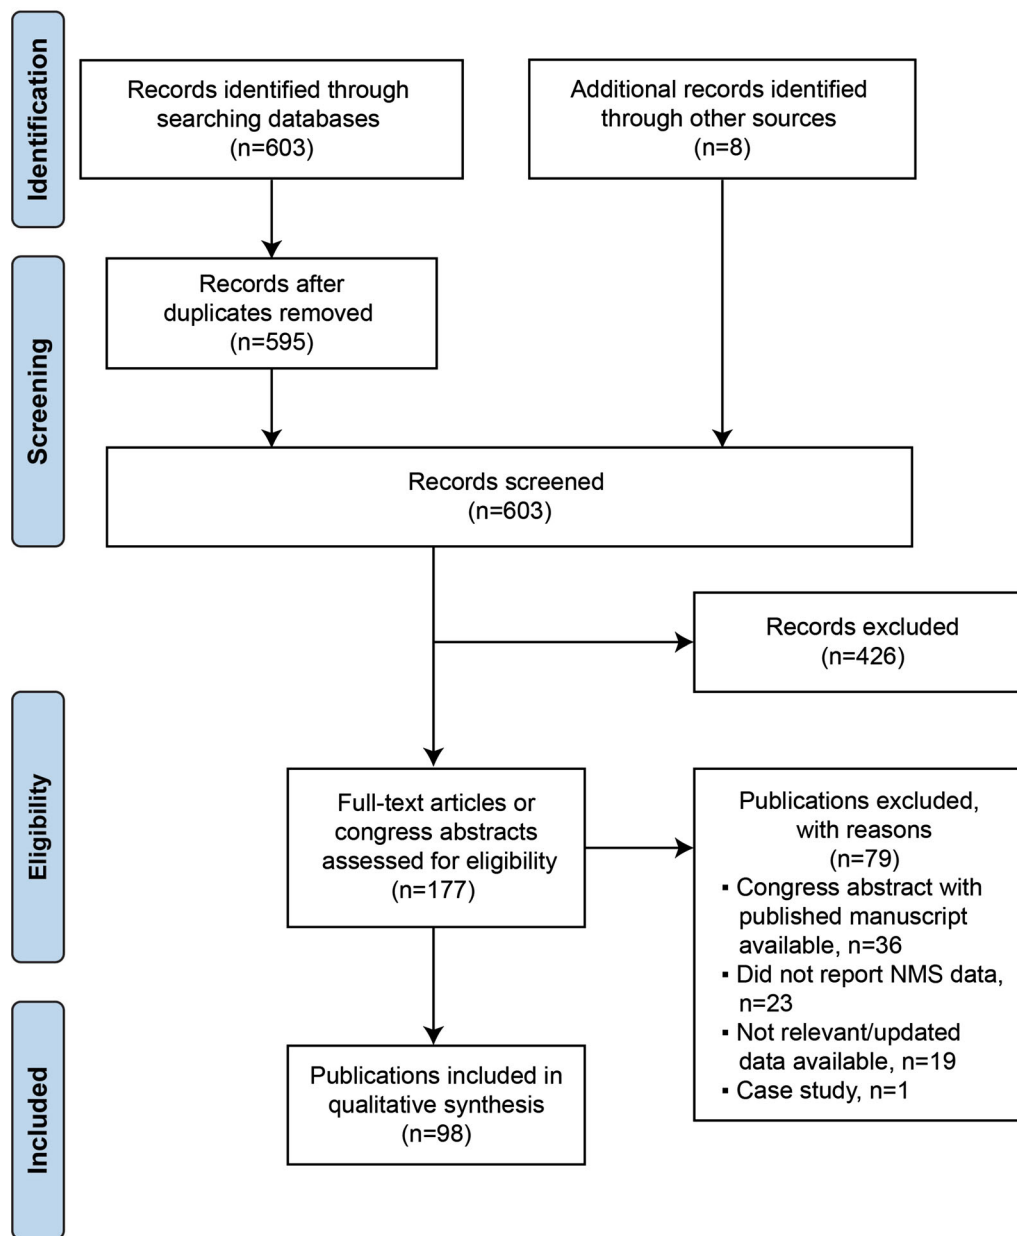 Identification
Records identified through
searching databases
(n=603)
Additional records identified
through other sources
(n=8)
Screening
Records after
duplicates removed
(n=595)
Records screened
(n=603)
Records excluded
(n=426)
Eligibility
Full-text articles or
congress abstracts
assessed for eligibility
(n=177)
Publications excluded,
with reasons
(n=79)
▪ Congress abstract with
published manuscript
available, n=36
▪ Did not report NMS data,
n=23
▪ Not relevant/updated
data available, n=19
▪ Case study, n=1
Included
Publications included in
qualitative synthesis
(n=98)